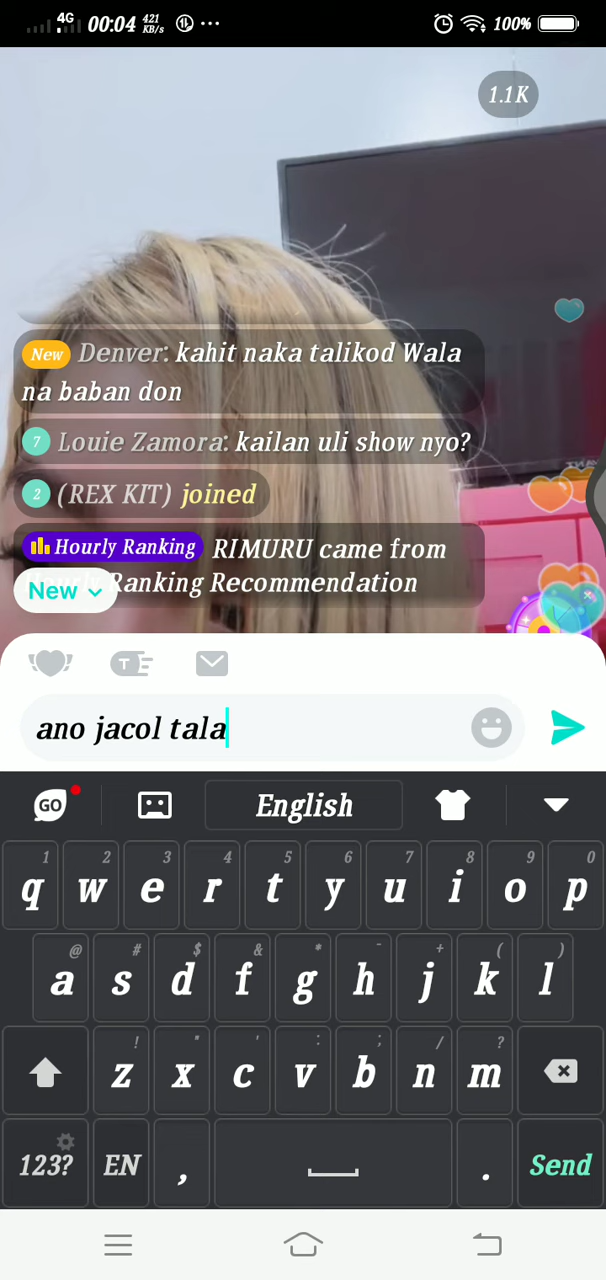 4G 00:04 421 KB/s ... 100%
1.1K
New Denver: kahit naka talikod Wala
na baban don
7 Louie Zamora: kailan uli show nyo?
2 (REX KIT) joined
Hourly Ranking RIMURU came from
Hourly Ranking Recommendation
New
T
ano jacol tala
GO English
1 2 3 4 5 6 7 8 9 0
q w e r t y u i o p
@ # $ & * - + ( )
a s d f g h j k l
! " ' : ; / ?
z x c v b n m
123? EN , . Send